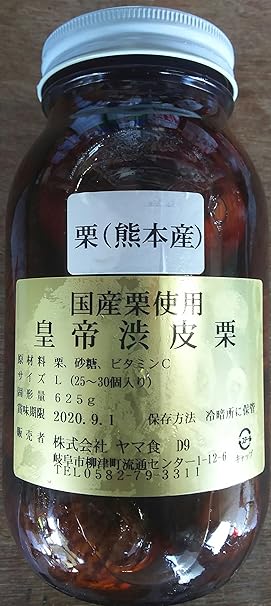 栗（熊本産）
国産栗使用
皇帝渋皮栗
原材料 栗、砂糖、ビタミンC
サイズ L（25～30個入り）
固形量 625g
賞味期限 2020.9.1 保存方法 冷暗所に保管
販売者 株式会社 ヤマ食 D9
岐阜市柳津町流通センター1-12-6
TEL0582-79-3311
キャップ